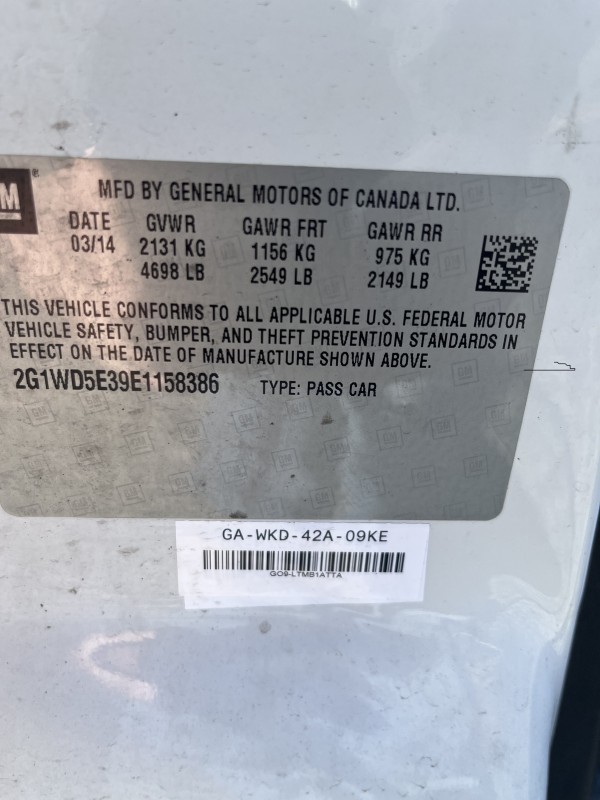 M®
MFD BY GENERAL MOTORS OF CANADA LTD.
DATE GVWR GAWR FRT GAWR RR
03/14 2131 KG 1156 KG 975 KG
4698 LB 2549 LB 2149 LB
THIS VEHICLE CONFORMS TO ALL APPLICABLE U.S. FEDERAL MOTOR
VEHICLE SAFETY, BUMPER, AND THEFT PREVENTION STANDARDS IN
EFFECT ON THE DATE OF MANUFACTURE SHOWN ABOVE.
2G1WD5E39E1158386 TYPE: PASS CAR
GA-WKD-42A-09KE
GO9-LTMB1ATTA